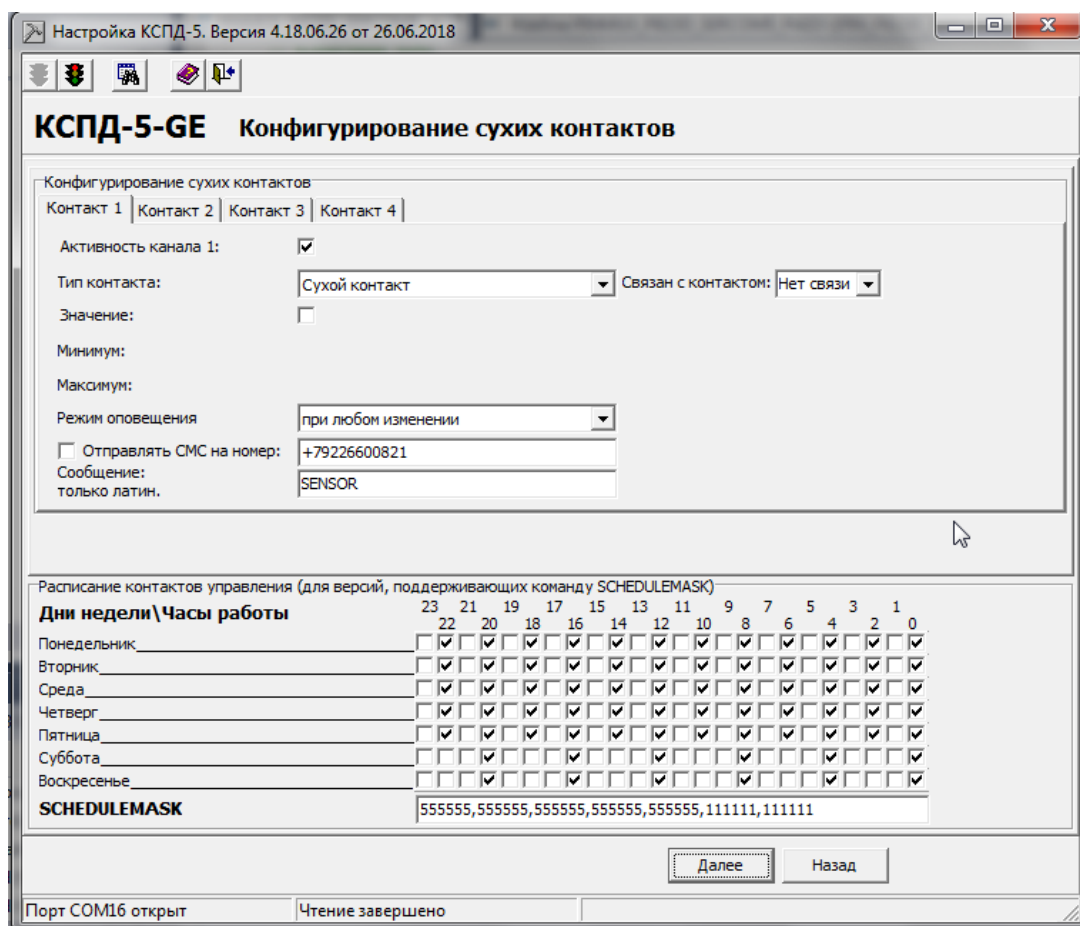 Настройка КСПД-5. Версия 4.18.06.26 от 26.06.2018
КСПД-5-GE Конфигурирование сухих контактов
Конфигурирование сухих контактов
Контакт 1 Контакт 2 Контакт 3 Контакт 4
Активность канала 1:
Тип контакта: Сухой контакт Связан с контактом: Нет связи
Значение:
Минимум:
Максимум:
Режим оповещения при любом изменении
Отправлять СМС на номер: +79226600821
Сообщение:
только латин. SENSOR
Расписание контактов управления (для версий, поддерживающих команду SCHEDULEMASK)
Дни недели\Часы работы 23 21 19 17 15 13 11 9 7 5 3 1
22 20 18 16 14 12 10 8 6 4 2 0
Понедельник
Вторник
Среда
Четверг
Пятница
Суббота
Воскресенье
SCHEDULEMASK 555555,555555,555555,555555,555555,111111,111111
Далее Назад
Порт COM16 открыт Чтение завершено